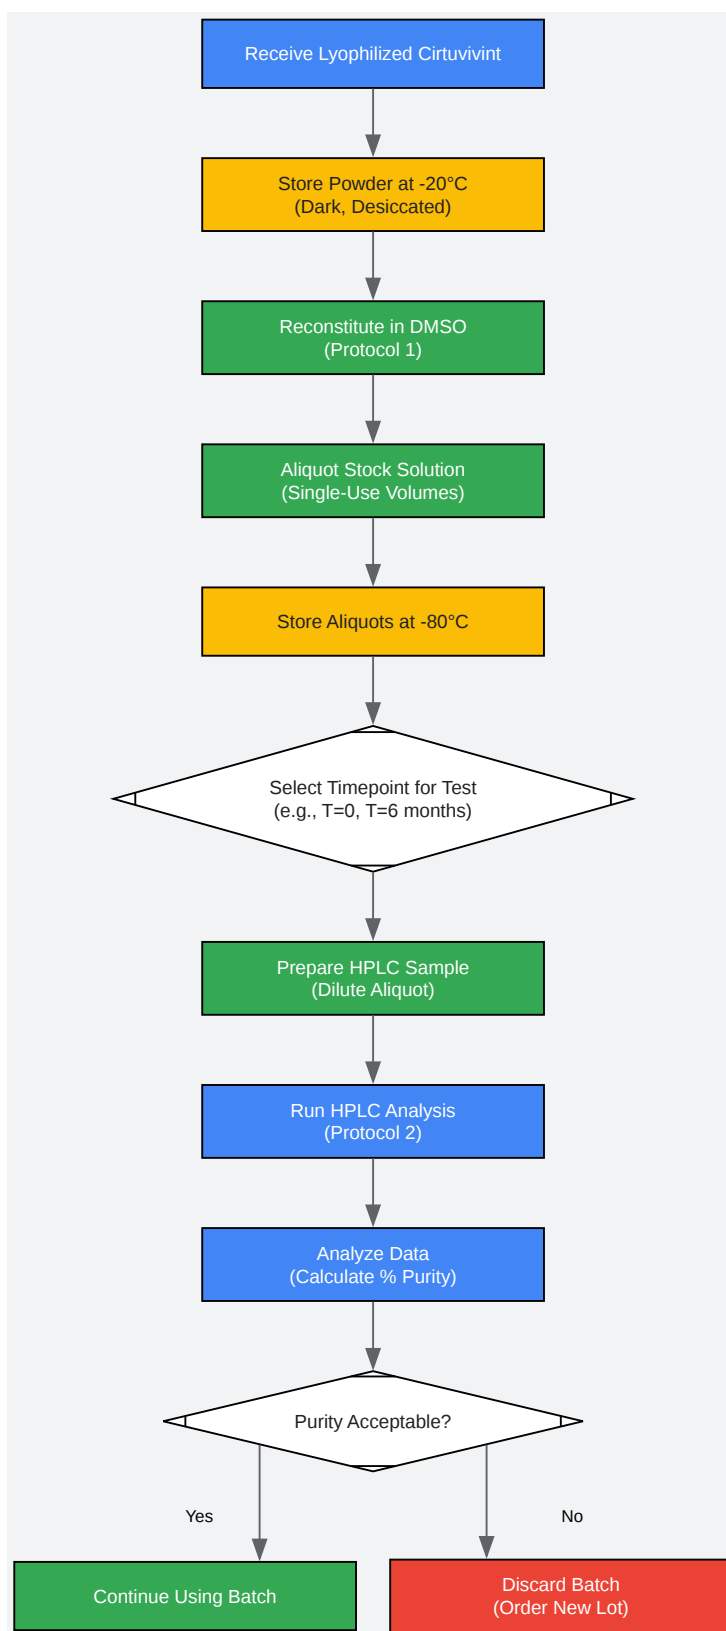 Receive Lyophilized Cirtuvivint
Store Powder at -20°C
(Dark, Desiccated)
Reconstitute in DMSO
(Protocol 1)
Aliquot Stock Solution
(Single-Use Volumes)
Store Aliquots at -80°C
Select Timepoint for Test
(e.g., T=0, T=6 months)
Prepare HPLC Sample
(Dilute Aliquot)
Run HPLC Analysis
(Protocol 2)
Analyze Data
(Calculate % Purity)
Purity Acceptable?
Yes
No
Continue Using Batch
Discard Batch
(Order New Lot)